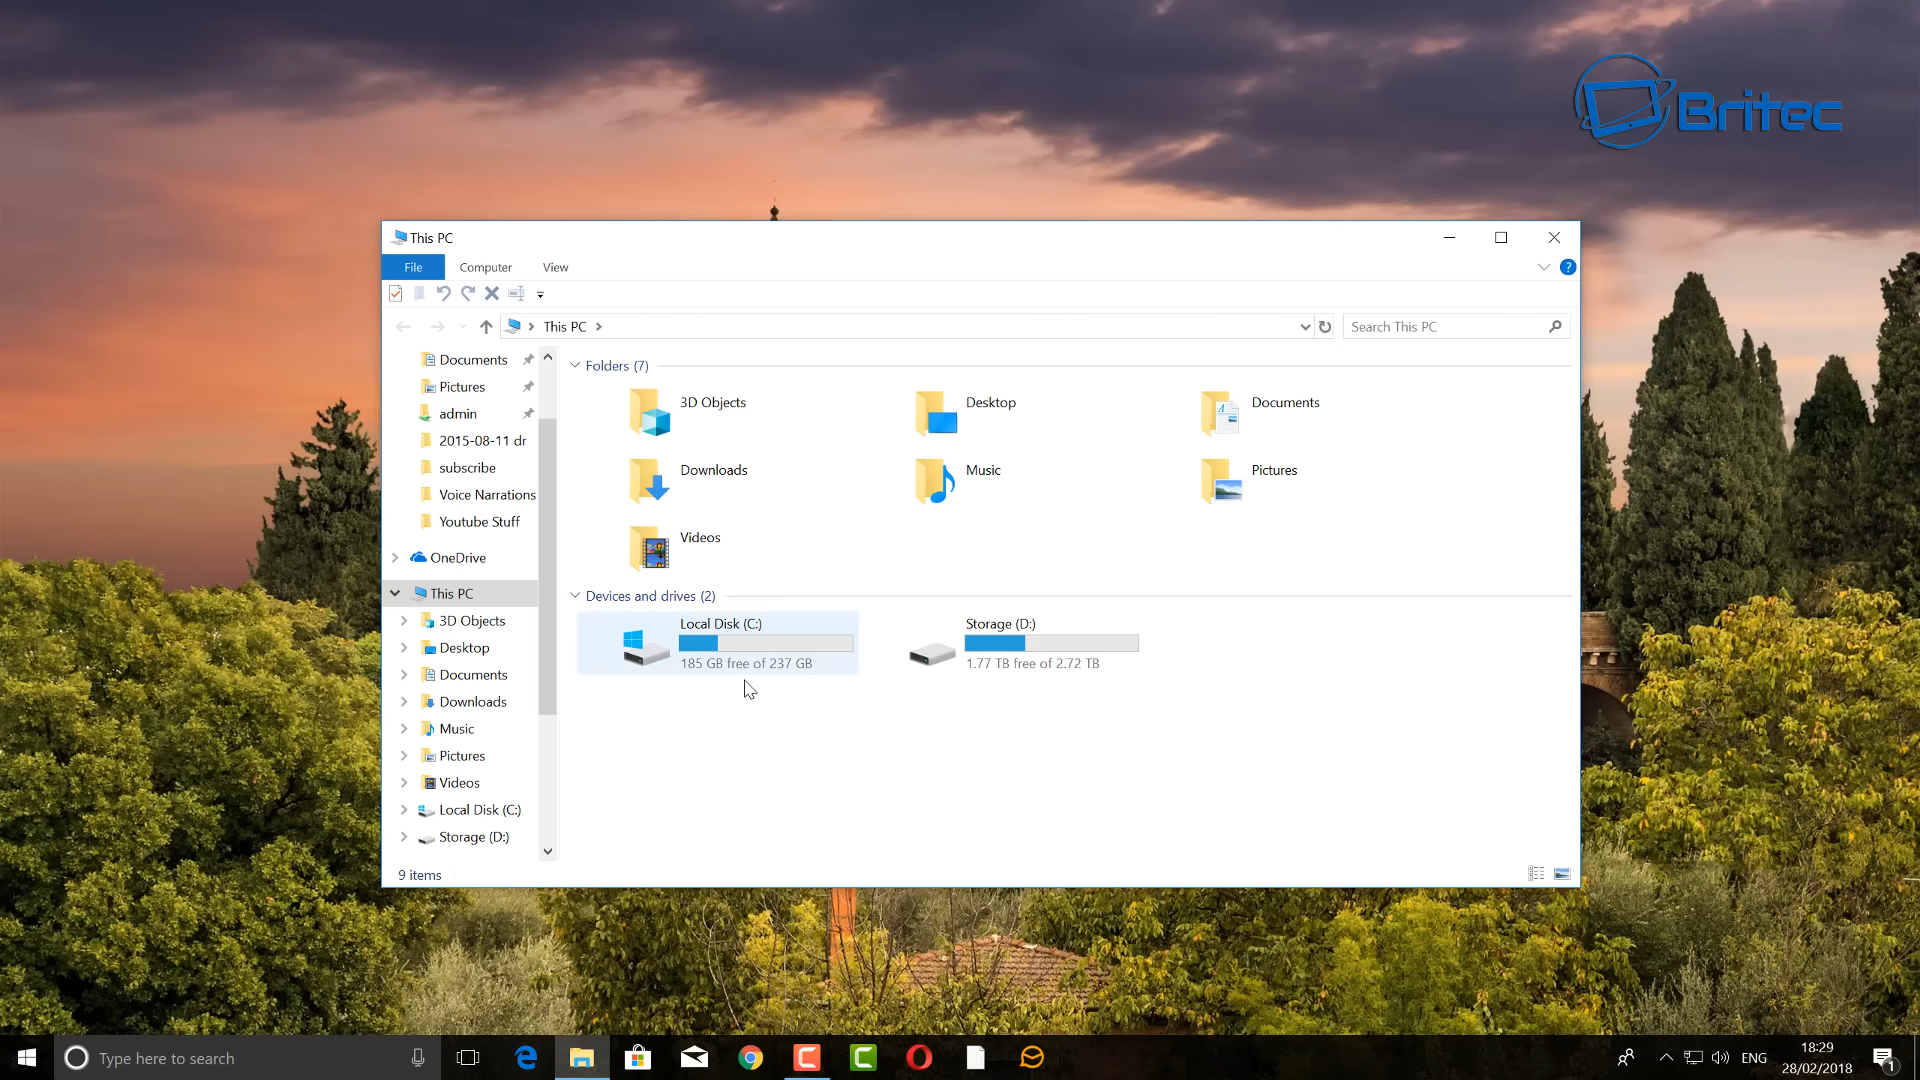 Britec
This PC
File Computer View
This PC
Search This PC
Documents
Pictures
admin
2015-08-11 dr
subscribe
Voice Narrations
Youtube Stuff
OneDrive
This PC
3D Objects
Desktop
Documents
Downloads
Music
Pictures
Videos
Local Disk (C:)
Storage (D:)
Folders (7)
3D Objects
Desktop
Documents
Downloads
Music
Pictures
Videos
Devices and drives (2)
Local Disk (C:)
185 GB free of 237 GB
Storage (D:)
1.77 TB free of 2.72 TB
9 items
Type here to search
ENG
18:29
28/02/2018
1